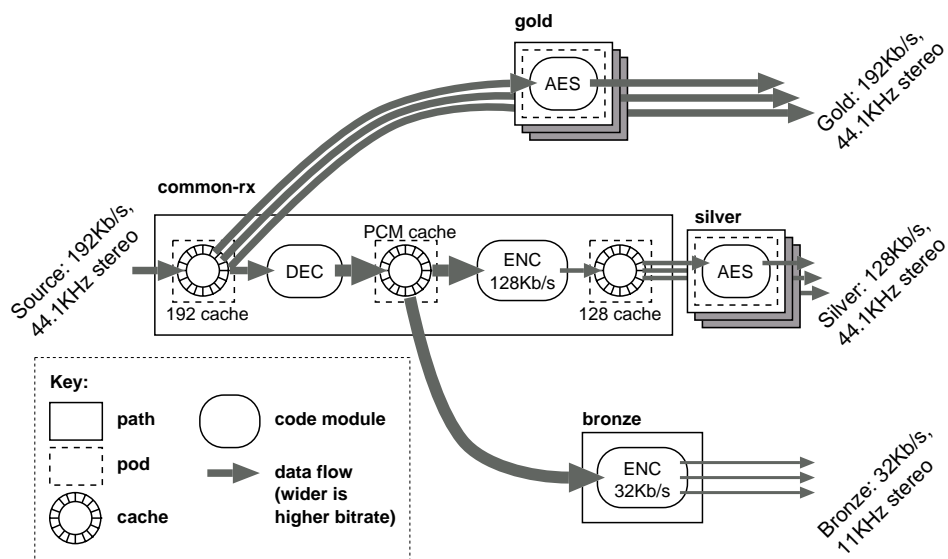 gold
AES
Gold: 192Kb/s,
44.1KHz stereo
common-rx
Source: 192Kb/s,
44.1KHz stereo
192 cache
DEC
PCM cache
ENC
128Kb/s
128 cache
silver
AES
Silver: 128Kb/s,
44.1KHz stereo
bronze
ENC
32Kb/s
Bronze: 32Kb/s,
11KHz stereo
Key:
path
pod
cache
code module
data flow
(wider is
higher bitrate)